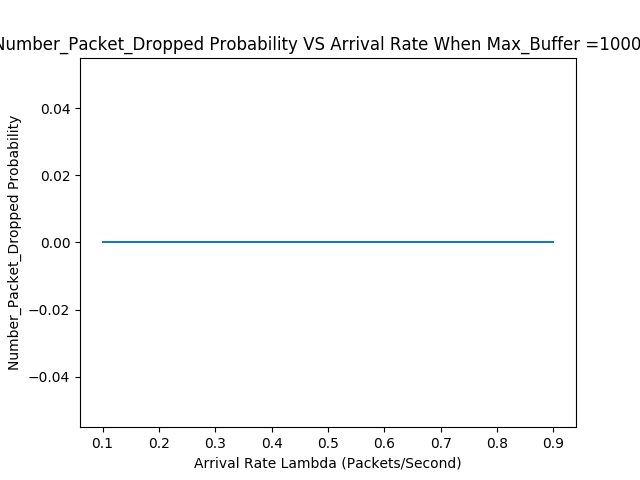 Number_Packet_Dropped Probability VS Arrival Rate When Max_Buffer =1000
0.04
0.02
0.00
−0.02
−0.04
Number_Packet_Dropped Probability
0.1 0.2 0.3 0.4 0.5 0.6 0.7 0.8 0.9
Arrival Rate Lambda (Packets/Second)